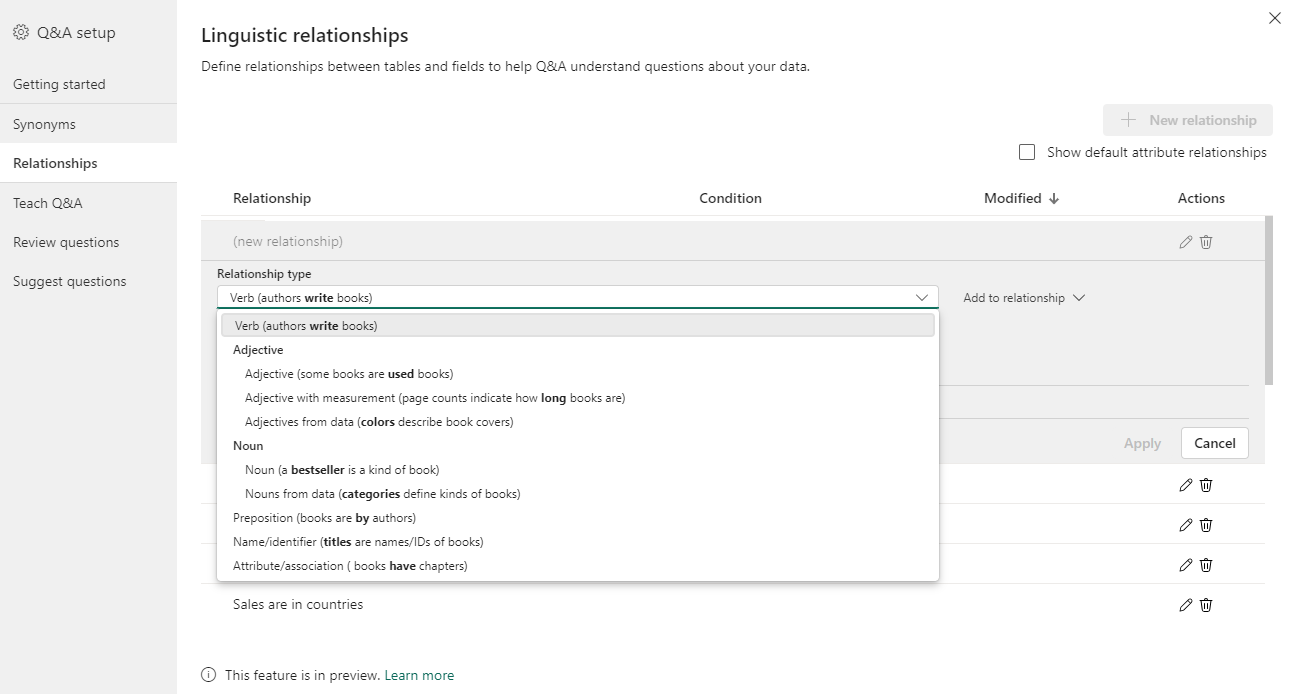 Q&A setup
Getting started
Synonyms
Relationships
Teach Q&A
Review questions
Suggest questions
Linguistic relationships
Define relationships between tables and fields to help Q&A understand questions about your data.
New relationship
Show default attribute relationships
Relationship Condition Modified Actions
(new relationship)
Relationship type
Verb (authors write books) Add to relationship
Verb (authors write books)
Adjective
Adjective (some books are used books)
Adjective with measurement (page counts indicate how long books are)
Adjectives from data (colors describe book covers)
Noun
Apply Cancel
Noun (a bestseller is a kind of book)
Nouns from data (categories define kinds of books)
Preposition (books are by authors)
Name/identifier (titles are names/IDs of books)
Attribute/association ( books have chapters)
Sales are in countries
This feature is in preview. Learn more